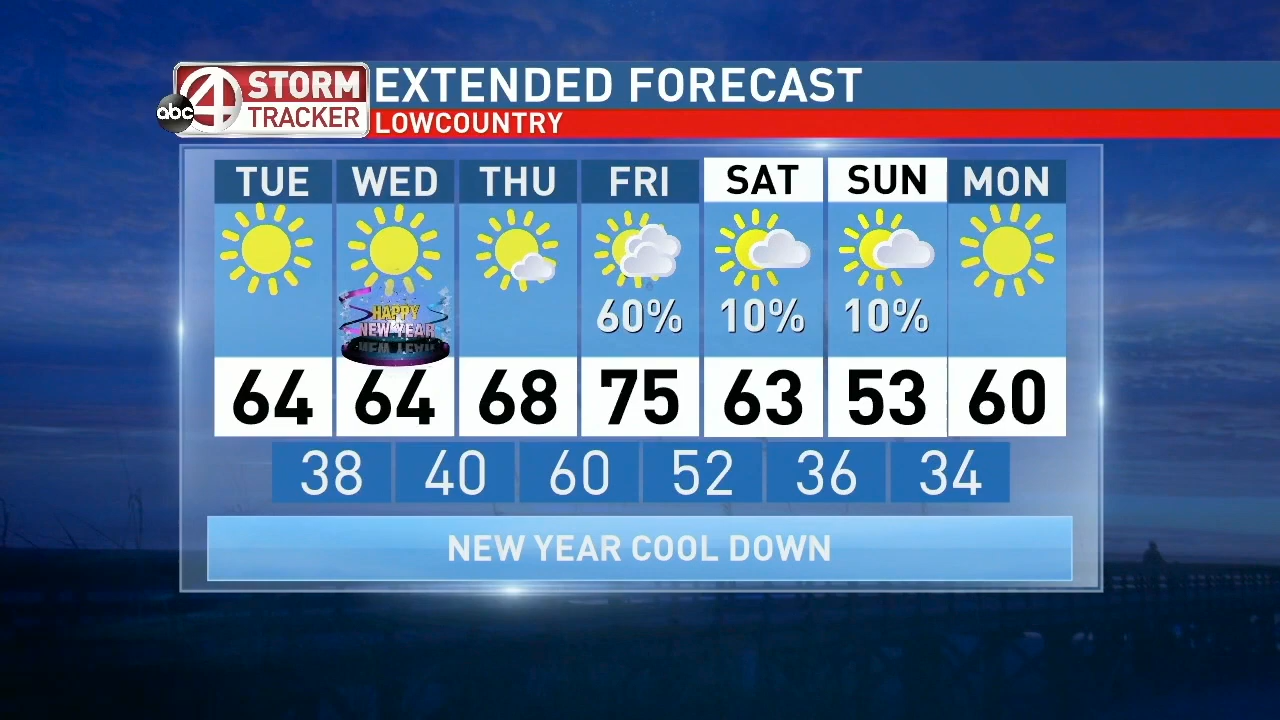 abc 4 STORM TRACKER
EXTENDED FORECAST
LOWCOUNTRY
TUE WED THU FRI SAT SUN MON
HAPPY
NEW YEAR
60% 10% 10%
64 64 68 75 63 53 60
38 40 60 52 36 34
NEW YEAR COOL DOWN